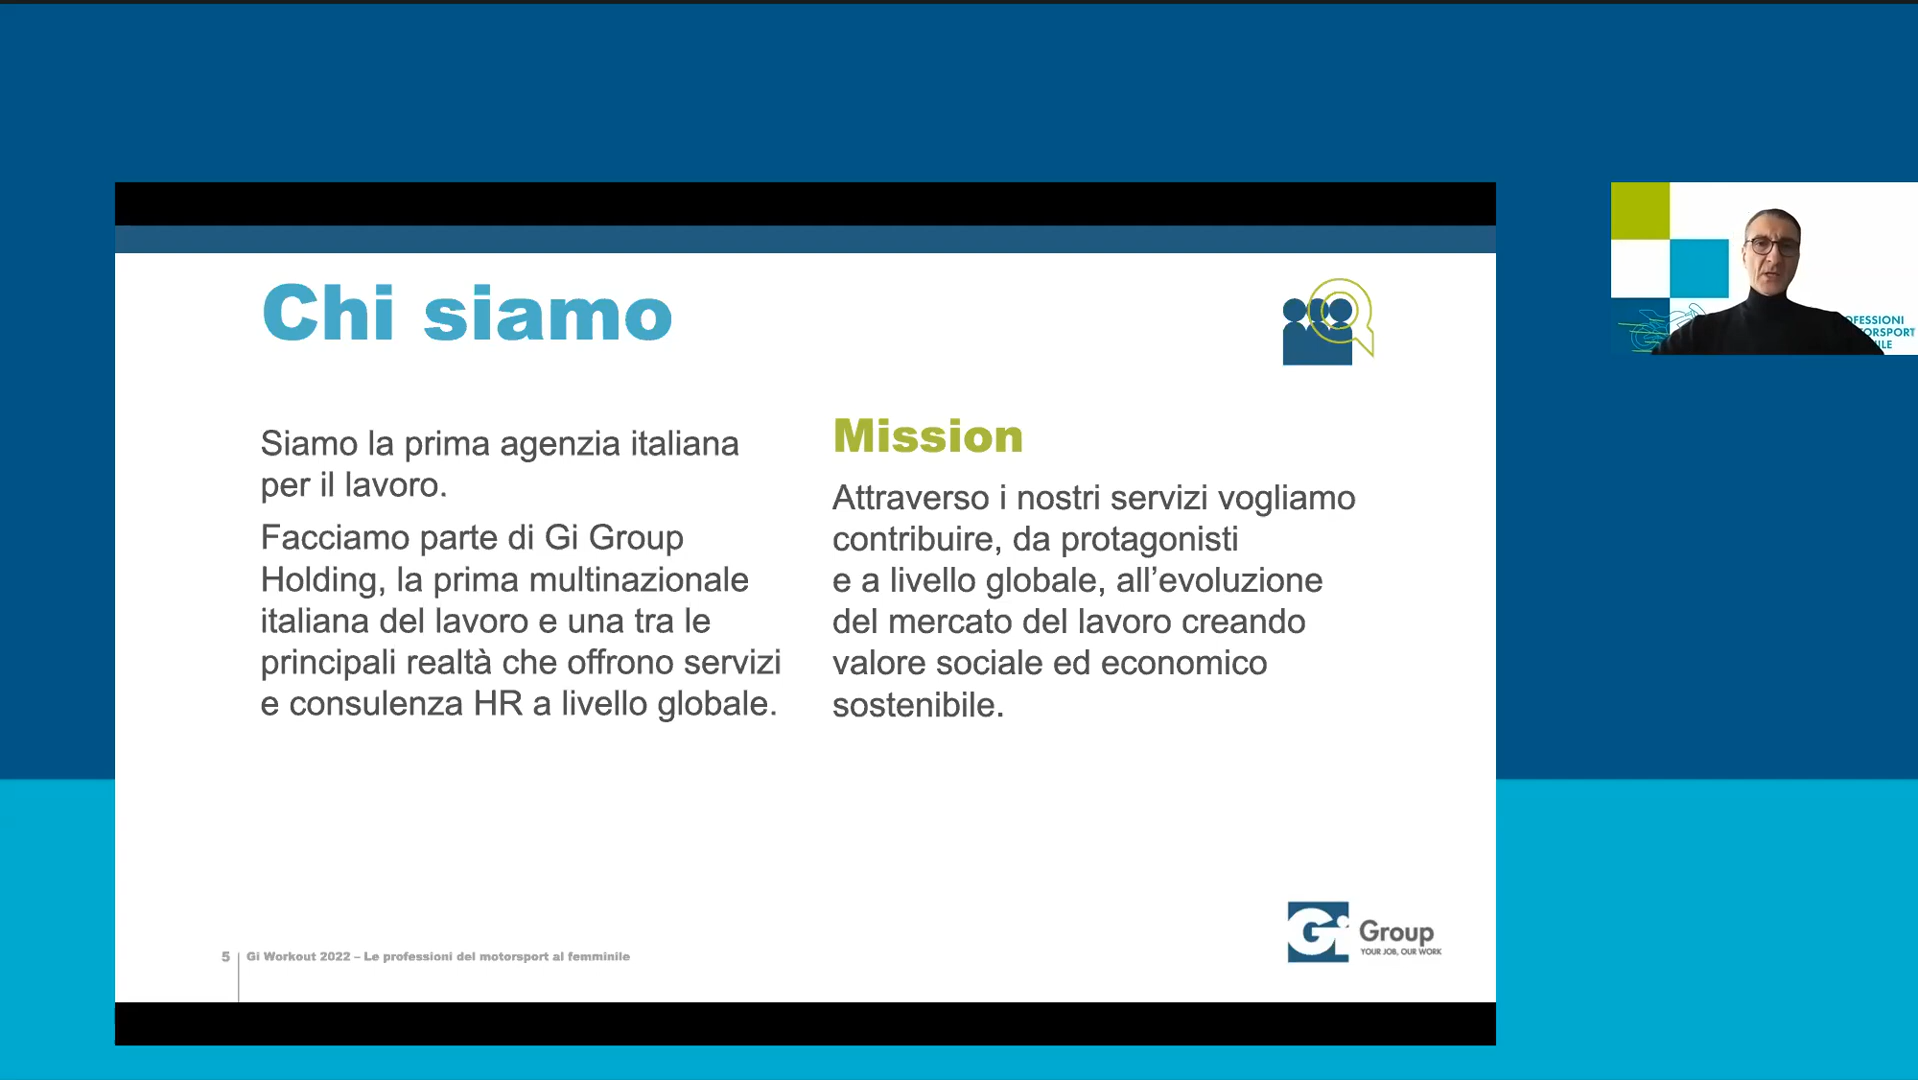 Chi siamo
Siamo la prima agenzia italiana
per il lavoro.
Facciamo parte di Gi Group
Holding, la prima multinazionale
italiana del lavoro e una tra le
principali realtà che offrono servizi
e consulenza HR a livello globale.
Mission
Attraverso i nostri servizi vogliamo
contribuire, da protagonisti
e a livello globale, all’evoluzione
del mercato del lavoro creando
valore sociale ed economico
sostenibile.
5 Gi Workout 2022 – Le professioni del motorsport al femminile
Gi Group
YOUR JOB, OUR WORK
OFESSIONI
TORSPORT
ILE